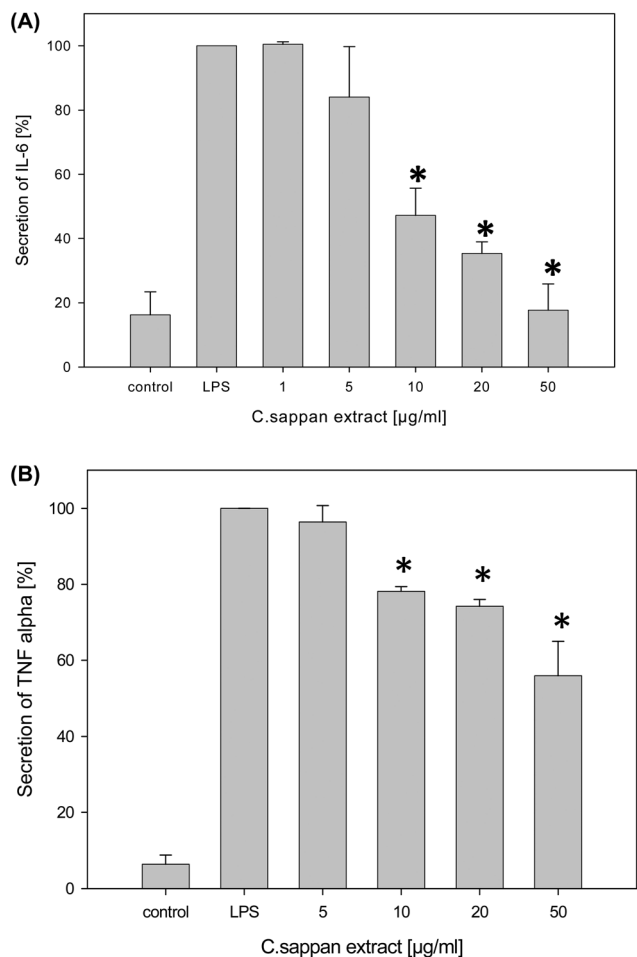 (A)
Secretion of IL-6 [%]
100
80
60
40
20
0
* * *
control LPS 1 5 10 20 50
C.sappan extract [µg/ml]
(B)
Secretion of TNF alpha [%]
100
80
60
40
20
0
* * *
control LPS 5 10 20 50
C.sappan extract [µg/ml]